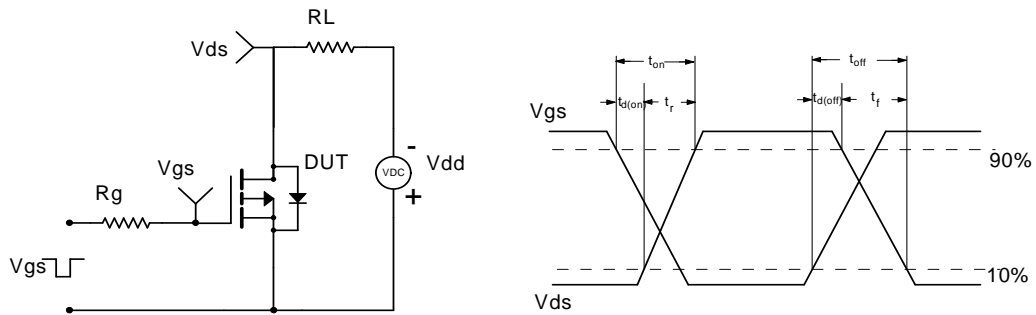 RL
Vds
Vgs
DUT
-
Vdd
VDC
+
Rg
Vgs
ton
toff
td(on)
tr
td(off)
tf
Vgs
90%
10%
Vds